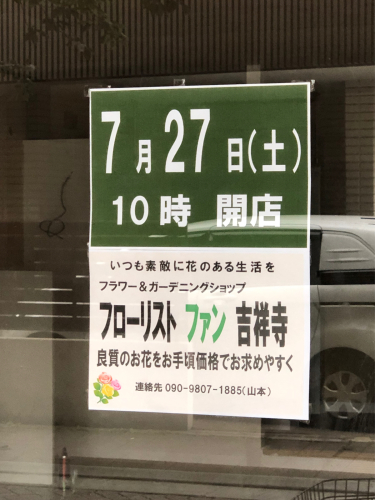 7月27日(土)
10時 開店
いつも素敵に花のある生活を
フラワー&ガーデニングショップ
フローリスト ファン 吉祥寺
良質のお花をお手頃価格でお求めやすく
連絡先 090-9807-1885(山本)